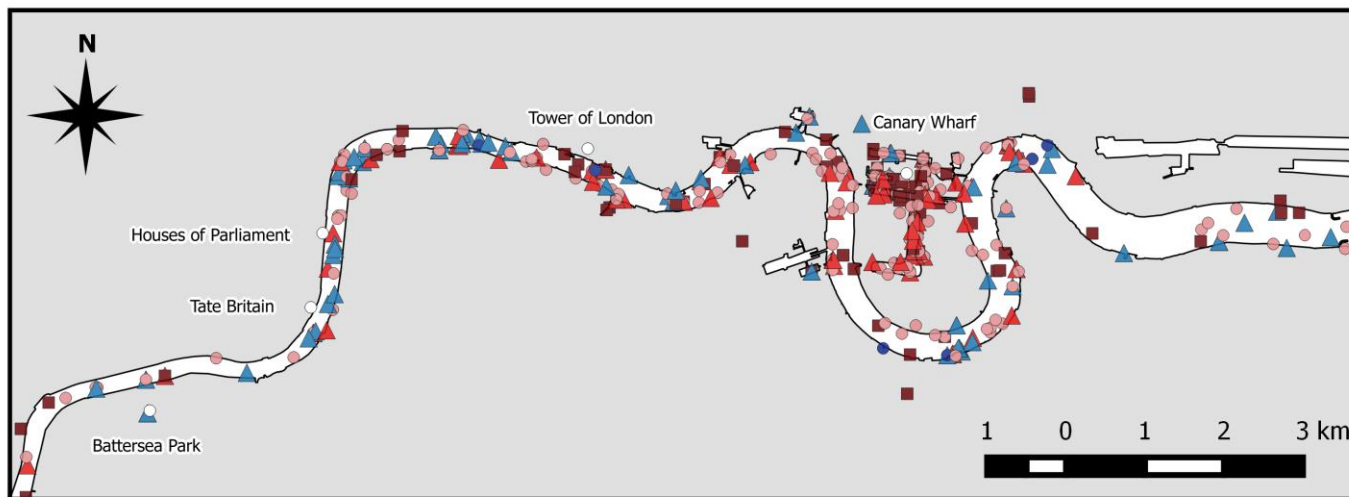 N
Tower of London
Canary Wharf
Houses of Parliament
Tate Britain
Battersea Park
1 0 1 2 3 km